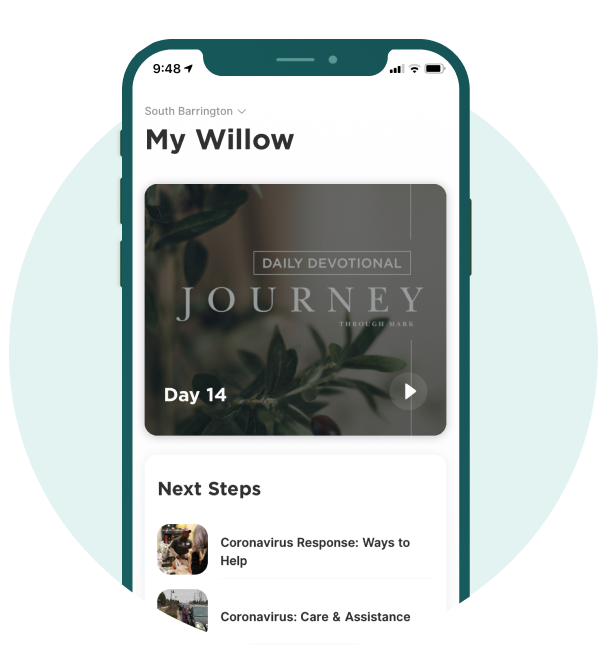 9:48
South Barrington
My Willow
DAILY DEVOTIONAL
JOURNEY
THROUGH MARK
Day 14
Next Steps
Coronavirus Response: Ways to
Help
Coronavirus: Care & Assistance